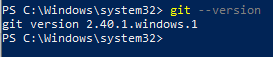 PS C:\Windows\system32> git --version
git version 2.40.1.windows.1
PS C:\Windows\system32>